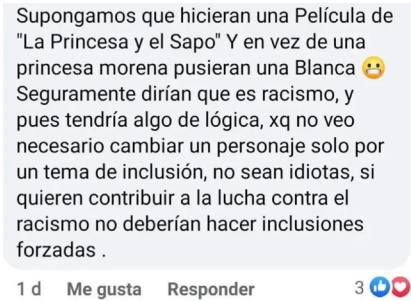 Supongamos que hicieran una Película de
"La Princesa y el Sapo" Y en vez de una
princesa morena pusieran una Blanca 😬
Seguramente dirían que es racismo, y
pues tendría algo de lógica, xq no veo
necesario cambiar un personaje solo por
un tema de inclusión, no sean idiotas, si
quieren contribuir a la lucha contra el
racismo no deberían hacer inclusiones
forzadas .
1 d Me gusta Responder 3